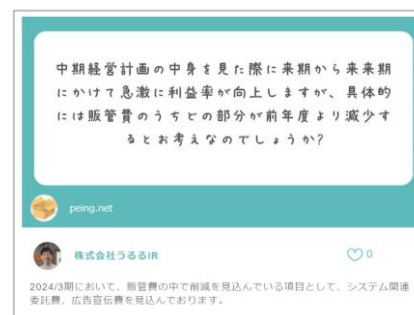 中期経営計画の中身を見た際に来期から来来期
にかけて急激に利益率が向上しますが、具体的
には販管費のうちどの部分が前年度より減少す
るとお考えなのでしょうか?
peing.net
株式会社うるるIR
0
2024/3期において、販管費の中で削減を見込んでいる項目として、システム関連
委託費、広告宣伝費を見込んでおります。